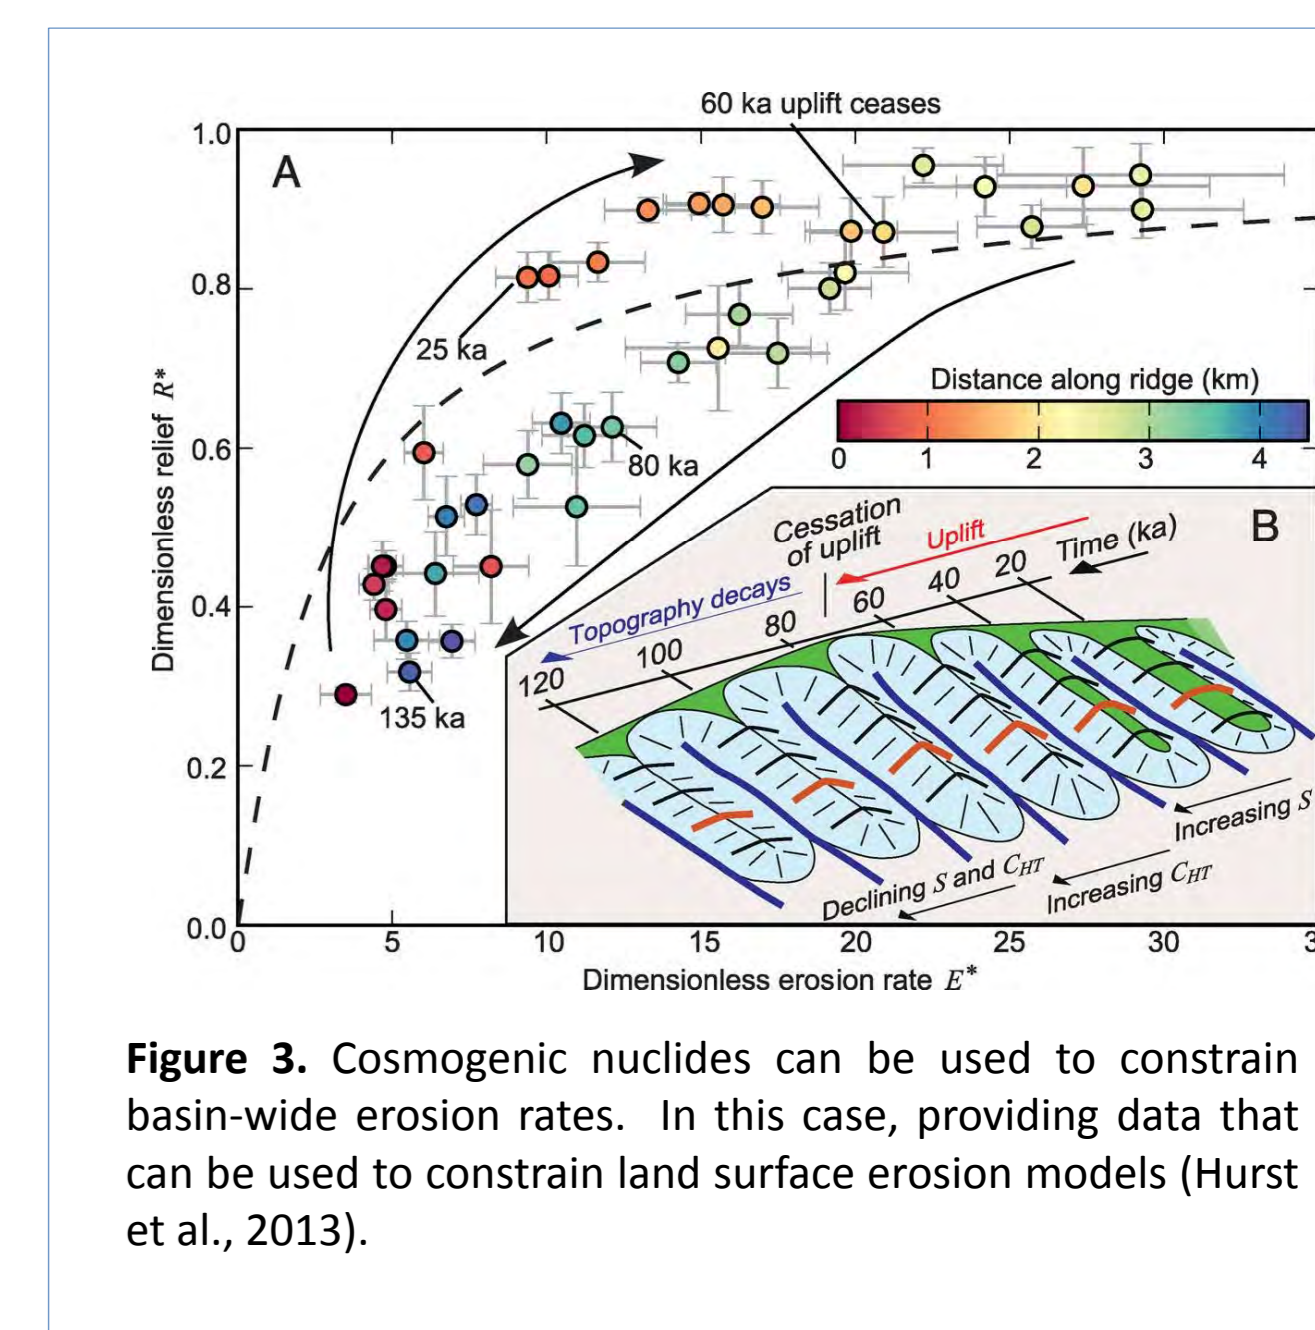 60 ka uplift ceases
1.0
A
0.8
25 ka
Distance along ridge (km)
0 1 2 3 4
Dimensionless relief R*
0.6
80 ka
Cessation
of uplift
Uplift
Time (ka)
B
Topography decays
120 100 80 60 40 20
0.4
135 ka
0.2
Increasing S
Increasing C_HT
Declining S and C_HT
0.0
0 5 10 15 20 25 30 3
Dimensionless erosion rate E*
Figure 3. Cosmogenic nuclides can be used to constrain
basin-wide erosion rates. In this case, providing data that
can be used to constrain land surface erosion models (Hurst
et al., 2013).